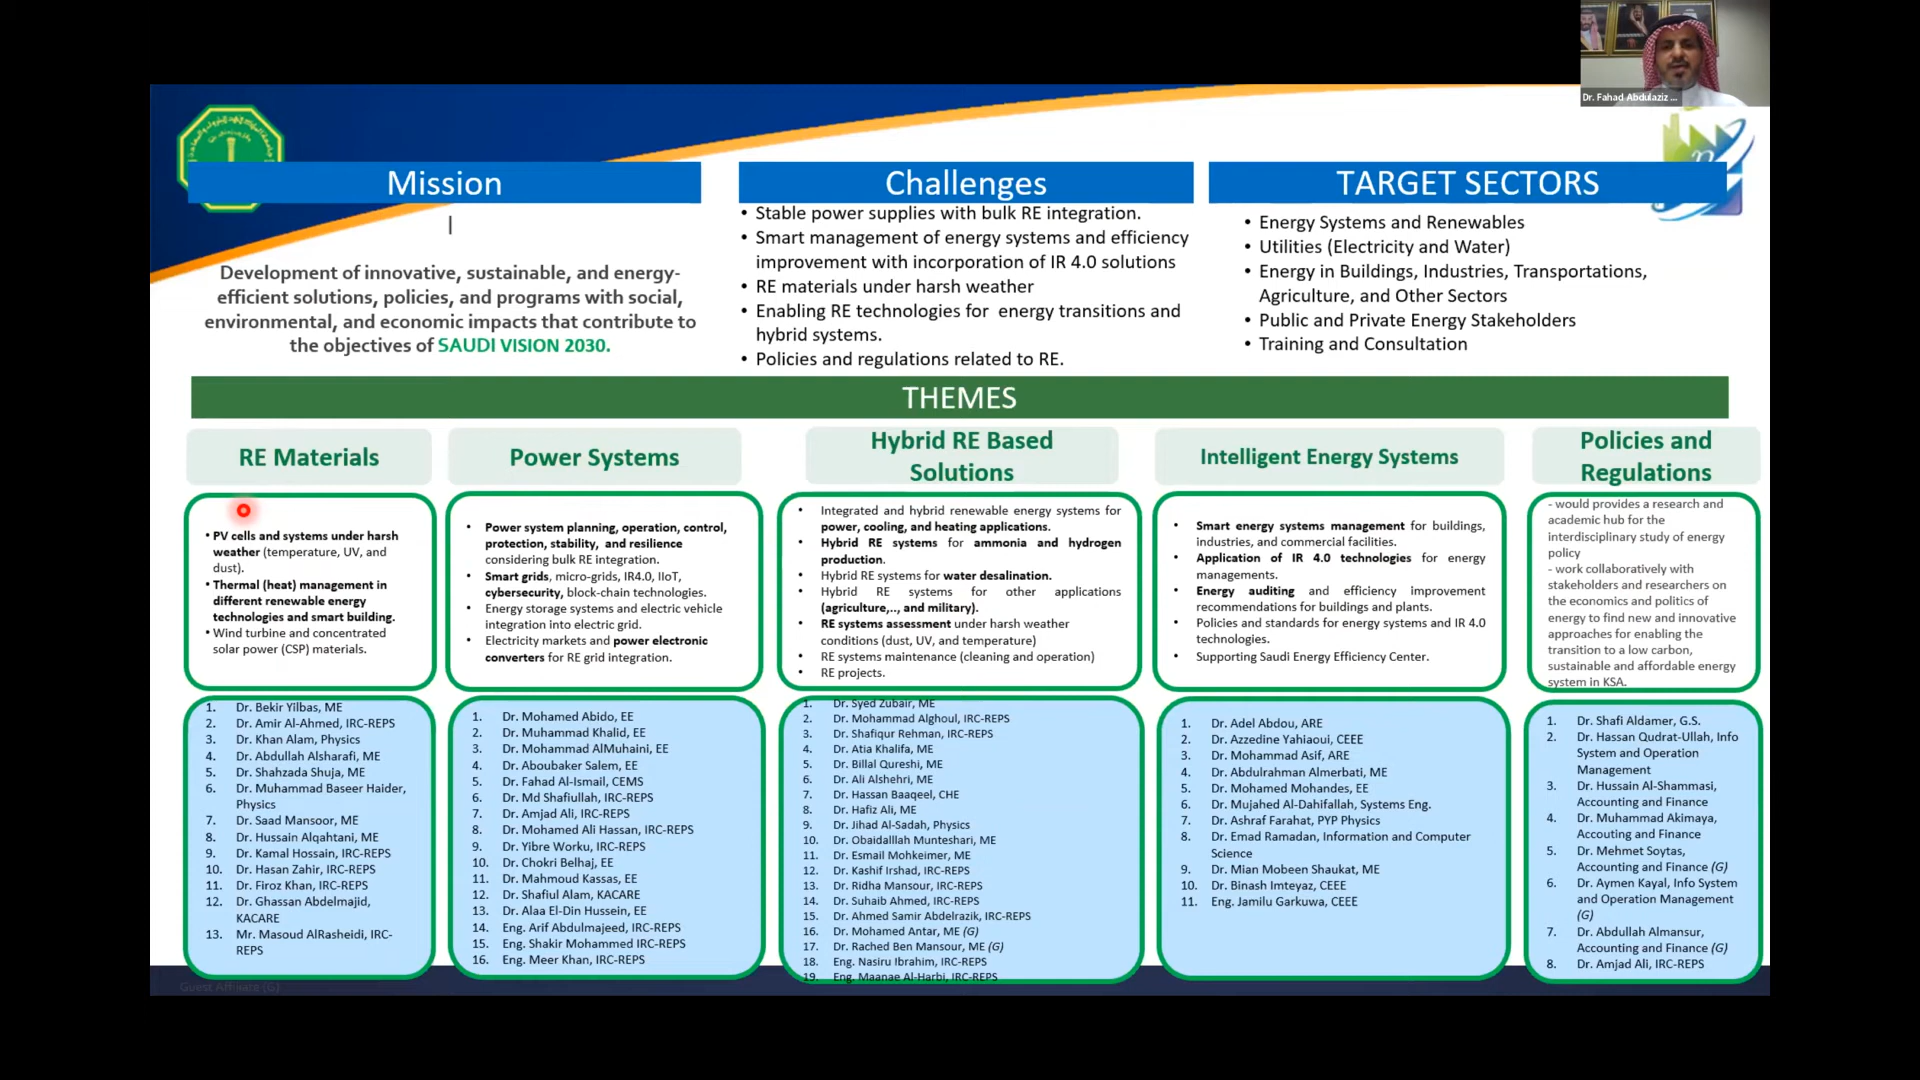 Dr. Fahad Abdulaziz ...
Mission
Development of innovative, sustainable, and energy-
efficient solutions, policies, and programs with social,
environmental, and economic impacts that contribute to
the objectives of SAUDI VISION 2030.
Challenges
• Stable power supplies with bulk RE integration.
• Smart management of energy systems and efficiency
improvement with incorporation of IR 4.0 solutions
• RE materials under harsh weather
• Enabling RE technologies for energy transitions and
hybrid systems.
• Policies and regulations related to RE.
TARGET SECTORS
• Energy Systems and Renewables
• Utilities (Electricity and Water)
• Energy in Buildings, Industries, Transportations,
Agriculture, and Other Sectors
• Public and Private Energy Stakeholders
• Training and Consultation
THEMES
RE Materials
• PV cells and systems under harsh
weather (temperature, UV, and
dust).
• Thermal (heat) management in
different renewable energy
technologies and smart building.
• Wind turbine and concentrated
solar power (CSP) materials.
1. Dr. Bekir Yilbas, ME
2. Dr. Amir Al-Ahmed, IRC-REPS
3. Dr. Khan Alam, Physics
4. Dr. Abdullah Alsharafi, ME
5. Dr. Shahzada Shuja, ME
6. Dr. Muhammad Baseer Haider,
Physics
7. Dr. Saad Mansoor, ME
8. Dr. Hussain Alqahtani, ME
9. Dr. Kamal Hossain, IRC-REPS
10. Dr. Hasan Zahir, IRC-REPS
11. Dr. Firoz Khan, IRC-REPS
12. Dr. Ghassan Abdelmajid,
KACARE
13. Mr. Masoud AlRasheidi, IRC-
REPS
Power Systems
• Power system planning, operation, control,
protection, stability, and resilience
considering bulk RE integration.
• Smart grids, micro-grids, IR4.0, IIoT,
cybersecurity, block-chain technologies.
• Energy storage systems and electric vehicle
integration into electric grid.
• Electricity markets and power electronic
converters for RE grid integration.
1. Dr. Mohamed Abido, EE
2. Dr. Muhammad Khalid, EE
3. Dr. Mohammad AlMuhaini, EE
4. Dr. Aboubaker Salem, EE
5. Dr. Fahad Al-Ismail, CEMS
6. Dr. Md Shafiullah, IRC-REPS
7. Dr. Amjad Ali, IRC-REPS
8. Dr. Mohamed Ali Hassan, IRC-REPS
9. Dr. Yibre Worku, IRC-REPS
10. Dr. Chokri Belhaj, EE
11. Dr. Mahmoud Kassas, EE
12. Dr. Shafiul Alam, KACARE
13. Dr. Alaa El-Din Hussein, EE
14. Eng. Arif Abdulmajeed, IRC-REPS
15. Eng. Shakir Mohammed IRC-REPS
16. Eng. Meer Khan, IRC-REPS
Hybrid RE Based
Solutions
• Integrated and hybrid renewable energy systems for
power, cooling, and heating applications.
• Hybrid RE systems for ammonia and hydrogen
production.
• Hybrid RE systems for water desalination.
• Hybrid RE systems for other applications
(agriculture,.., and military).
• RE systems assessment under harsh weather
conditions (dust, UV, and temperature)
• RE systems maintenance (cleaning and operation)
• RE projects.
1. Dr. Syed Zubair, ME
2. Dr. Mohammad Alghoul, IRC-REPS
3. Dr. Shafiqur Rehman, IRC-REPS
4. Dr. Atia Khalifa, ME
5. Dr. Billal Qureshi, ME
6. Dr. Ali Alshehri, ME
7. Dr. Hassan Baaqeel, CHE
8. Dr. Hafiz Ali, ME
9. Dr. Jihad Al-Sadah, Physics
10. Dr. Obaidalllah Munteshari, ME
11. Dr. Esmail Mohkeimer, ME
12. Dr. Kashif Irshad, IRC-REPS
13. Dr. Ridha Mansour, IRC-REPS
14. Dr. Suhaib Ahmed, IRC-REPS
15. Dr. Ahmed Samir Abdelrazik, IRC-REPS
16. Dr. Mohamed Antar, ME (G)
17. Dr. Rached Ben Mansour, ME (G)
18. Eng. Nasiru Ibrahim, IRC-REPS
19. Eng. Maanae Al-Harbi, IRC-REPS
Intelligent Energy Systems
• Smart energy systems management for buildings,
industries, and commercial facilities.
• Application of IR 4.0 technologies for energy
managements.
• Energy auditing and efficiency improvement
recommendations for buildings and plants.
• Policies and standards for energy systems and IR 4.0
technologies.
• Supporting Saudi Energy Efficiency Center.
1. Dr. Adel Abdou, ARE
2. Dr. Azzedine Yahiaoui, CEEE
3. Dr. Mohammad Asif, ARE
4. Dr. Abdulrahman Almerbati, ME
5. Dr. Mohamed Mohandes, EE
6. Dr. Mujahed Al-Dahifallah, Systems Eng.
7. Dr. Ashraf Farahat, PYP Physics
8. Dr. Emad Ramadan, Information and Computer
Science
9. Dr. Mian Mobeen Shaukat, ME
10. Dr. Binash Imteyaz, CEEE
11. Eng. Jamilu Garkuwa, CEEE
Policies and
Regulations
- would provides a research and
academic hub for the
interdisciplinary study of energy
policy
- work collaboratively with
stakeholders and researchers on
the economics and politics of
energy to find new and innovative
approaches for enabling the
transition to a low carbon,
sustainable and affordable energy
system in KSA.
1. Dr. Shafi Aldamer, G.S.
2. Dr. Hassan Qudrat-Ullah, Info
System and Operation
Management
3. Dr. Hussain Al-Shammasi,
Accounting and Finance
4. Dr. Muhammad Akimaya,
Accouting and Finance
5. Dr. Mehmet Soytas,
Accounting and Finance (G)
6. Dr. Aymen Kayal, Info System
and Operation Management
(G)
7. Dr. Abdullah Almansur,
Accounting and Finance (G)
8. Dr. Amjad Ali, IRC-REPS
Guest Affiliate (G)